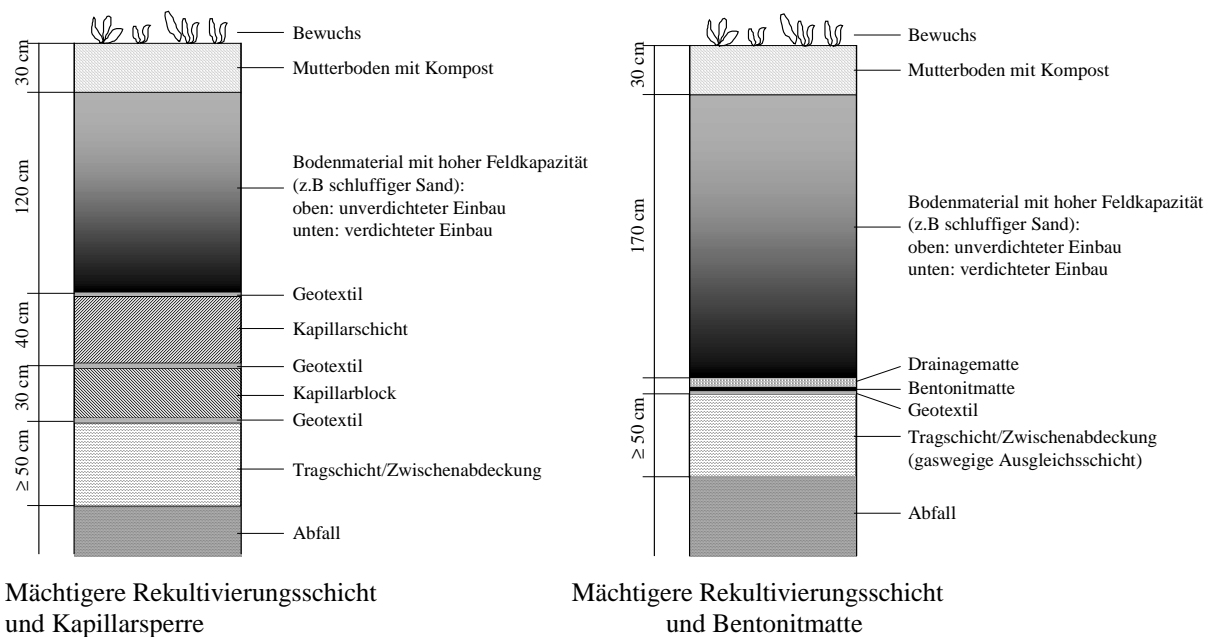 Bewuchs
30 cm
Mutterboden mit Kompost
120 cm
Bodenmaterial mit hoher Feldkapazität
(z.B schluffiger Sand):
oben: unverdichteter Einbau
unten: verdichteter Einbau
Geotextil
40 cm
Kapillarschicht
Geotextil
30 cm
Kapillarblock
Geotextil
≥ 50 cm
Tragschicht/Zwischenabdeckung
Abfall
Mächtigere Rekultivierungsschicht
und Kapillarsperre
Bewuchs
30 cm
Mutterboden mit Kompost
170 cm
Bodenmaterial mit hoher Feldkapazität
(z.B schluffiger Sand):
oben: unverdichteter Einbau
unten: verdichteter Einbau
Drainagematte
Bentonitmatte
Geotextil
≥ 50 cm
Tragschicht/Zwischenabdeckung
(gaswegige Ausgleichsschicht)
Abfall
Mächtigere Rekultivierungsschicht
und Bentonitmatte